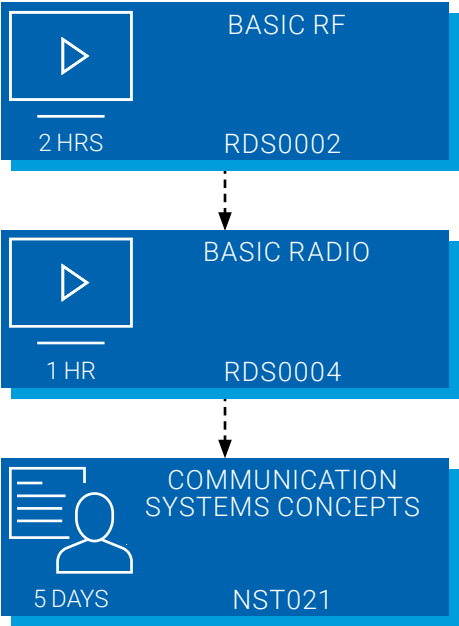 BASIC RF
2 HRS
RDS0002
BASIC RADIO
1 HR
RDS0004
COMMUNICATION
SYSTEMS CONCEPTS
5 DAYS
NST021